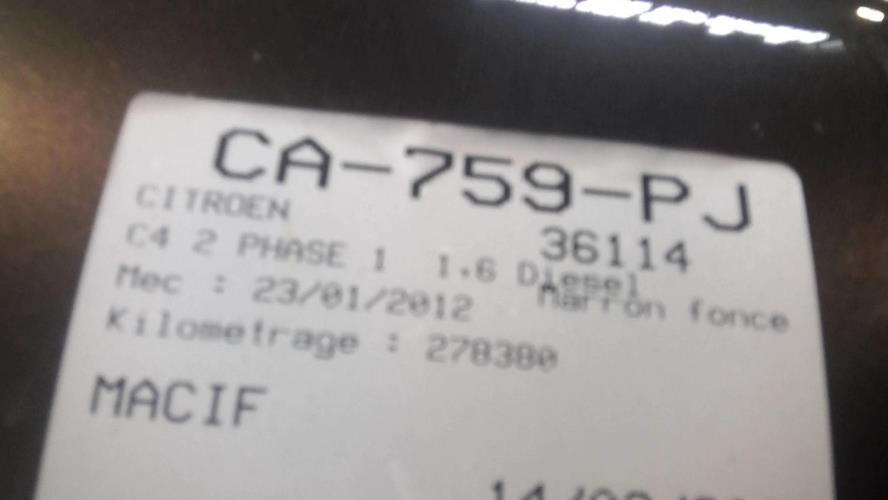 CA-759-PJ
CITROEN
36114
C4 2 PHASE 1 1.6 Diesel
Mec : 23/01/2012 Marron fonce
Kilometrage : 278380
MACIF